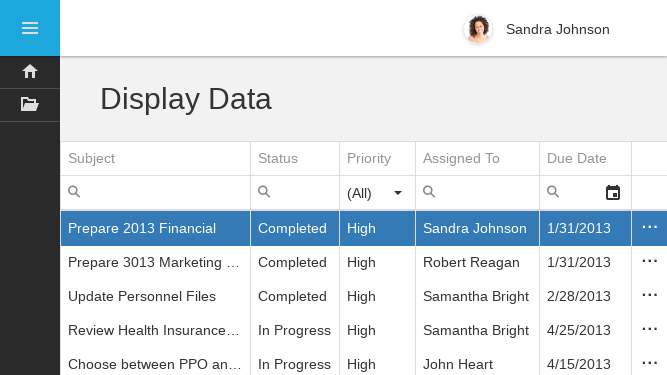 Sandra Johnson
Display Data
Subject Status Priority Assigned To Due Date
(All)
Prepare 2013 Financial Completed High Sandra Johnson 1/31/2013 ...
Prepare 3013 Marketing … Completed High Robert Reagan 1/31/2013 ...
Update Personnel Files Completed High Samantha Bright 2/28/2013 ...
Review Health Insurance… In Progress High Samantha Bright 4/25/2013 ...
Choose between PPO an… In Progress High John Heart 4/15/2013 ...